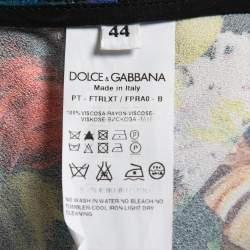 44
DOLCE & GABBANA
Made in Italy
PT - FTRLXT / FPRA0 - B
100% VISCOSA-RAYON-VISCOSE-
VISKOSE-
NO WASH IN WATER-NO BLEACH-NO
TUMBLER-COOL IRON-LIGHT DRY
CLEANING